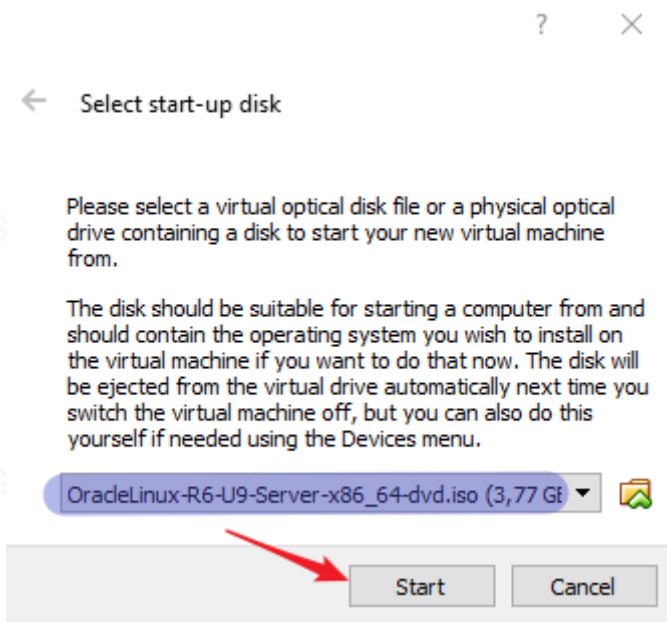 ?
Select start-up disk
Please select a virtual optical disk file or a physical optical
drive containing a disk to start your new virtual machine
from.
The disk should be suitable for starting a computer from and
should contain the operating system you wish to install on
the virtual machine if you want to do that now. The disk will
be ejected from the virtual drive automatically next time you
switch the virtual machine off, but you can also do this
yourself if needed using the Devices menu.
OracleLinux-R6-U9-Server-x86_64-dvd.iso (3,77 GB
Start Cancel